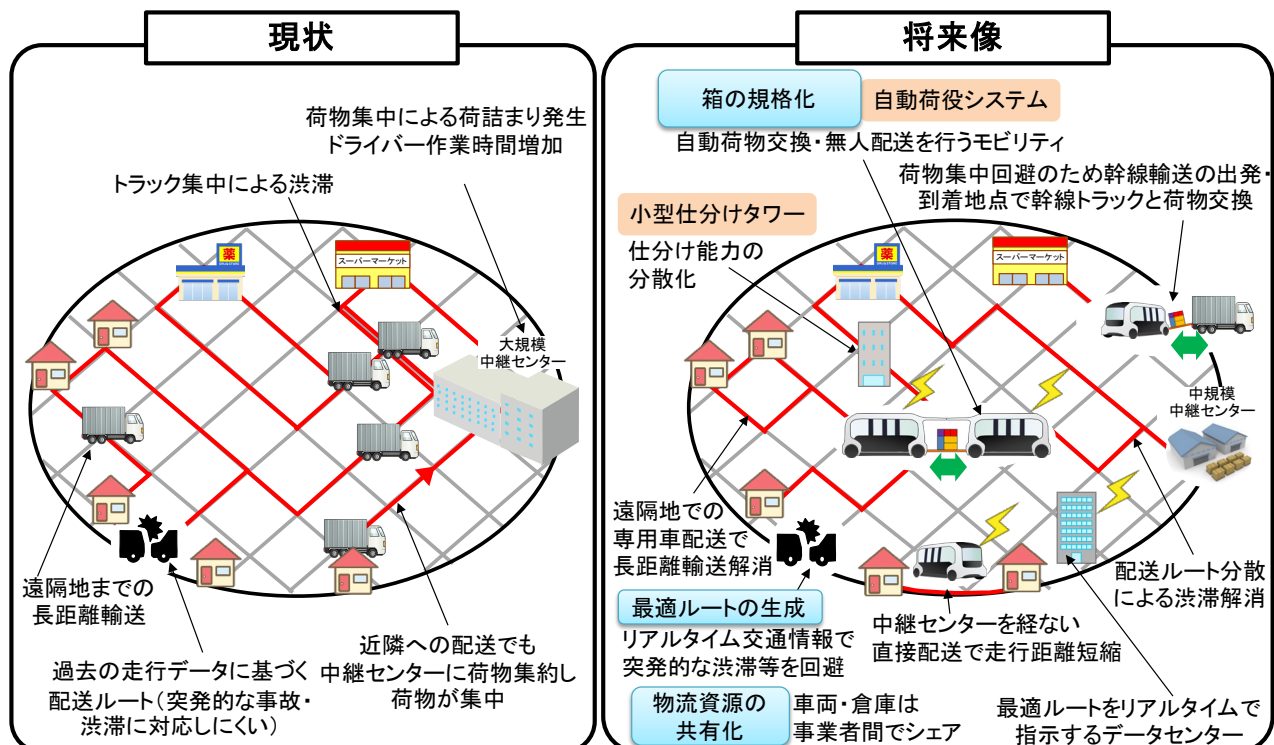 現状
荷物集中による荷詰まり発生
ドライバー作業時間増加
トラック集中による渋滞
薬
スーパーマーケット
大規模
中継センター
遠隔地までの
長距離輸送
過去の走行データに基づく
配送ルート(突発的な事故・
渋滞に対応しにくい)
近隣への配送でも
中継センターに荷物集約し
荷物が集中
将来像
箱の規格化
自動荷役システム
自動荷物交換・無人配送を行うモビリティ
荷物集中回避のため幹線輸送の出発・
到着地点で幹線トラックと荷物交換
小型仕分けタワー
仕分け能力の
分散化
薬
スーパーマーケット
中規模
中継センター
遠隔地での
専用車配送で
長距離輸送解消
最適ルートの生成
リアルタイム交通情報で
突発的な渋滞等を回避
配送ルート分散
による渋滞解消
中継センターを経ない
直接配送で走行距離短縮
物流資源の
共有化
車両・倉庫は
事業者間でシェア
最適ルートをリアルタイムで
指示するデータセンター